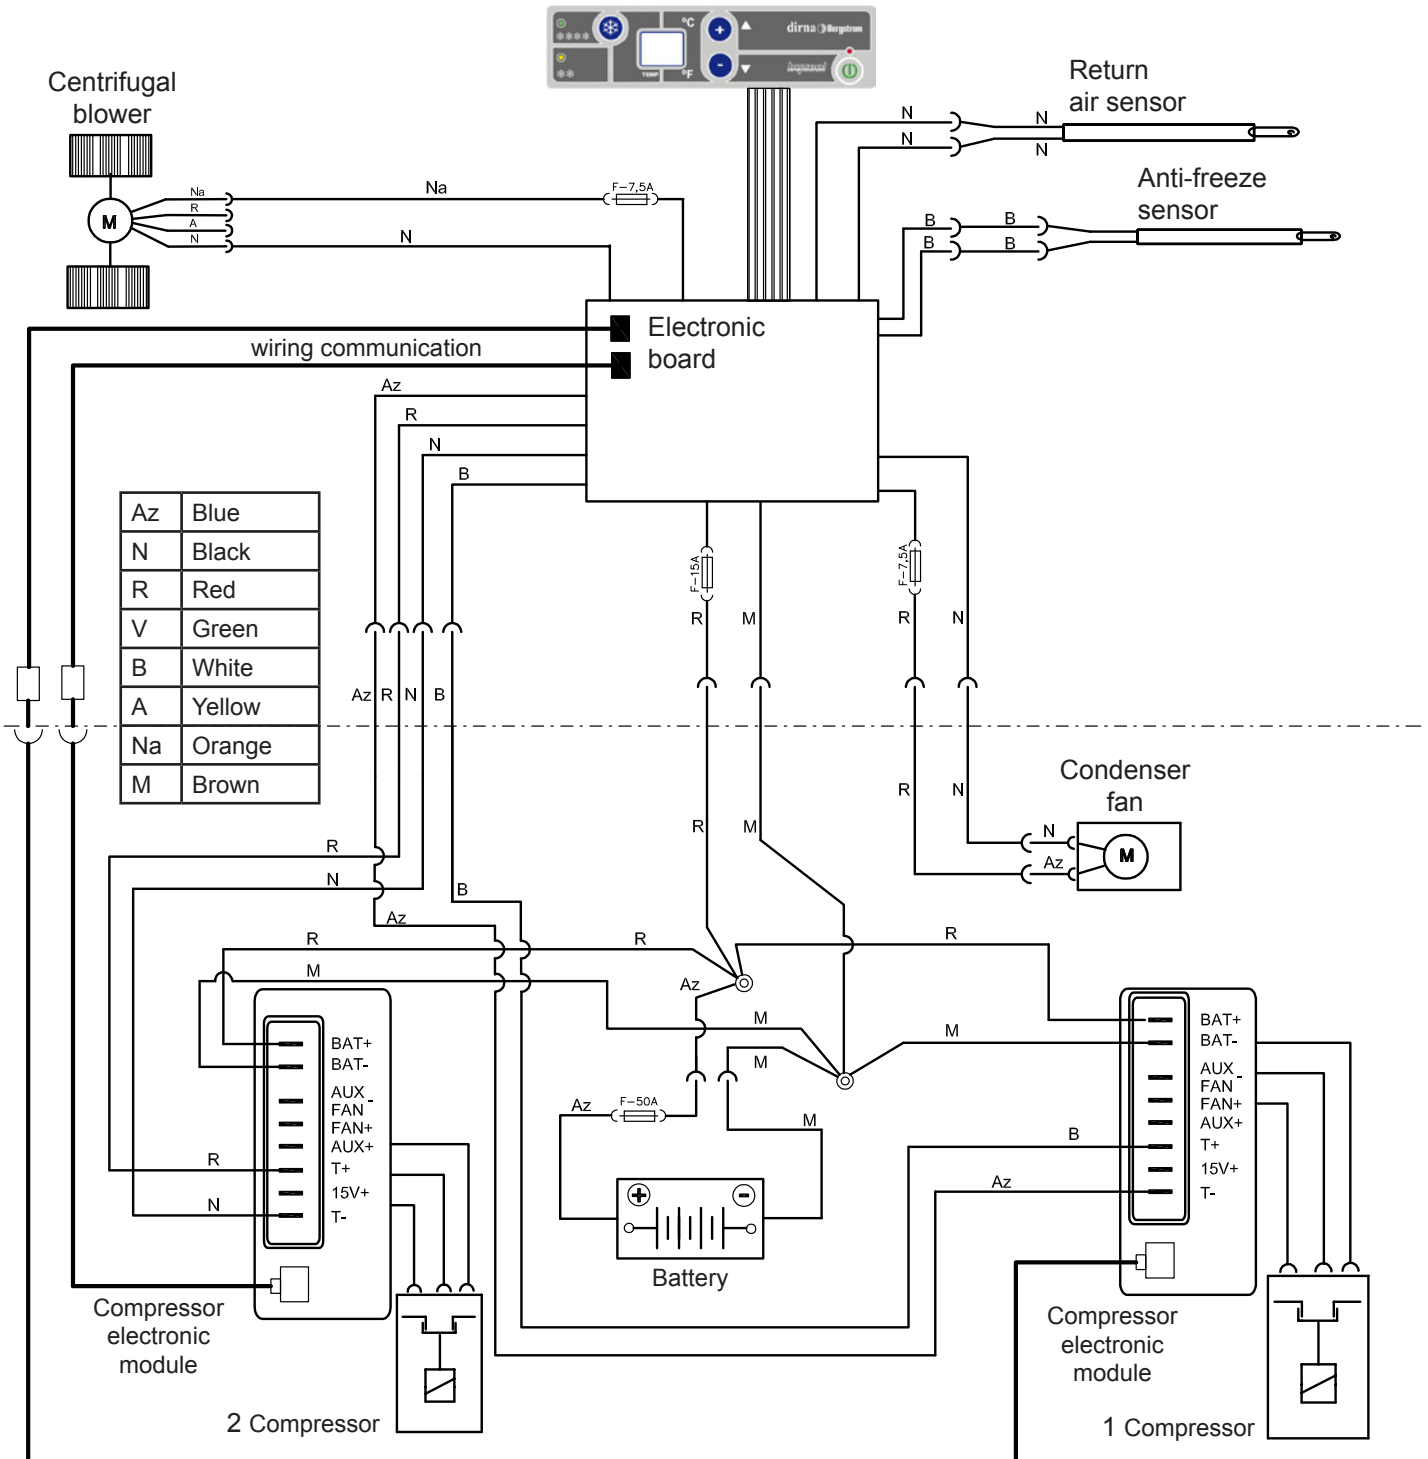 °C
+
dirna Bergstrom
TEMP
°F
-
Centrifugal
blower
M
Na
R
A
N
Na
N
F-7,5A
Return
air sensor
N
N
N
N
Anti-freeze
sensor
B
B
B
B
Electronic
board
wiring communication
Az
R
N
B
Az Blue
N Black
R Red
V Green
B White
A Yellow
Na Orange
M Brown
F-15A
F-7,5A
R
M
R
N
Az
R
N
B
R
M
R
N
Condenser
fan
N
Az
M
R
N
B
Az
R
R
R
M
Az
M
M
M
BAT+
BAT-
AUX
FAN -
FAN+
AUX+
T+
15V+
T-
R
N
Az
F-50A
M
+
-
Battery
B
Az
BAT+
BAT-
AUX
FAN -
FAN+
AUX+
T+
15V+
T-
Compressor
electronic
module
2 Compressor
Compressor
electronic
module
1 Compressor